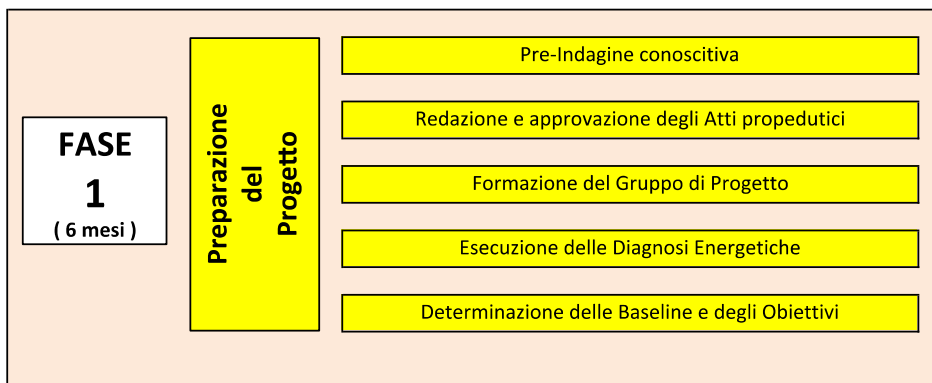 FASE
1
( 6 mesi )
Preparazione
del
Progetto
Pre-Indagine conoscitiva
Redazione e approvazione degli Atti propedutici
Formazione del Gruppo di Progetto
Esecuzione delle Diagnosi Energetiche
Determinazione delle Baseline e degli Obiettivi